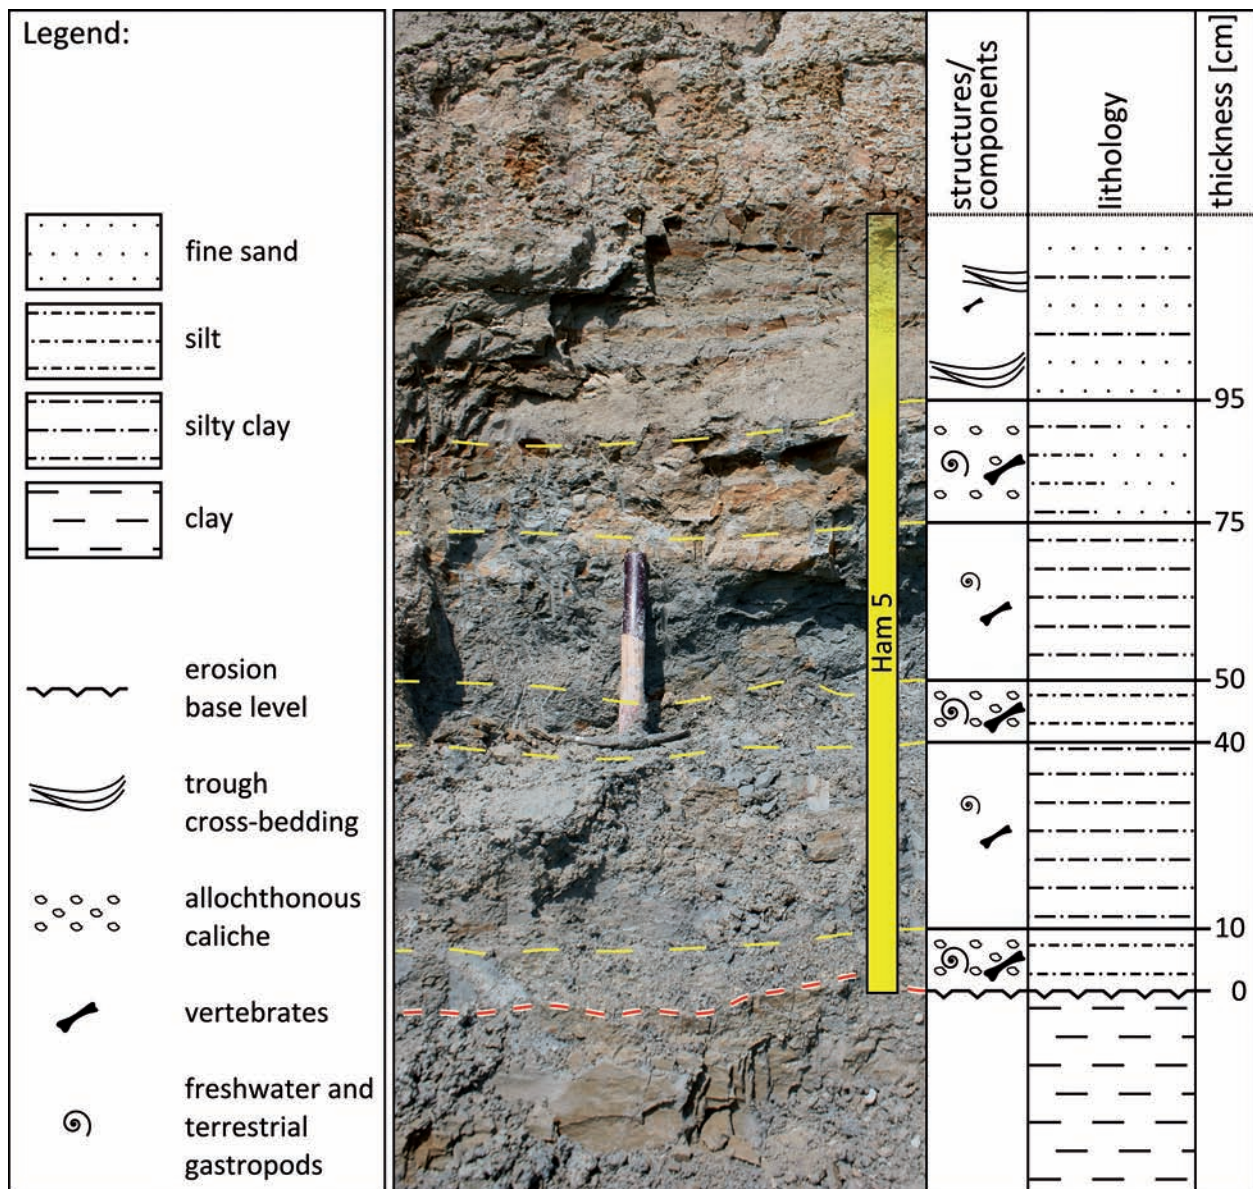 Legend:
fine sand
silt
silty clay
clay
erosion
base level
trough
cross-bedding
allochthonous
caliche
vertebrates
freshwater and
terrestrial
gastropods
Ham 5
structures/
components
lithology
thickness [cm]
95
75
50
40
10
0